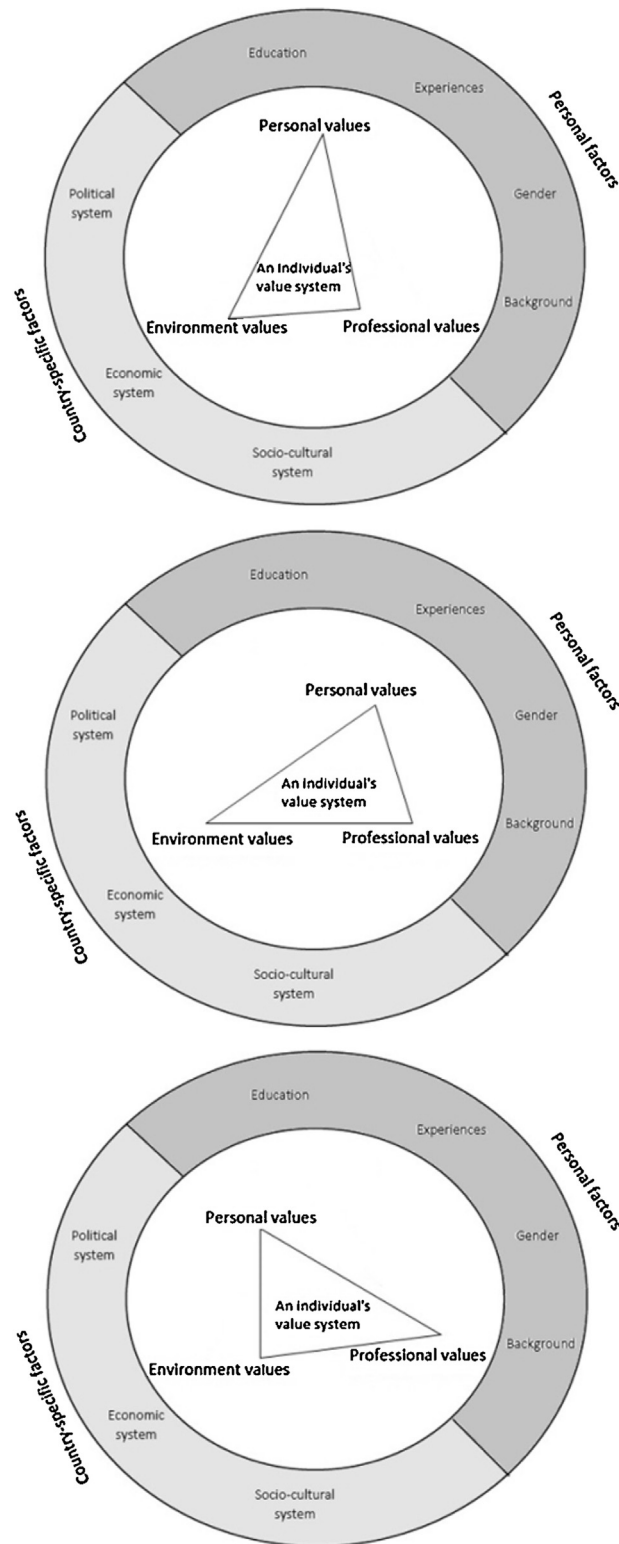 Education
Experiences
Personal factors
Personal values
Political
system
Gender
An individual's
value system
Background
Environment values
Professional values
Country-specific factors
Economic
system
Socio-cultural
system
Education
Experiences
Personal factors
Personal values
Political
system
Gender
An individual's
value system
Background
Environment values
Professional values
Country-specific factors
Economic
system
Socio-cultural
system
Education
Experiences
Personal factors
Personal values
Political
system
Gender
An individual's
value system
Background
Environment values
Professional values
Country-specific factors
Economic
system
Socio-cultural
system